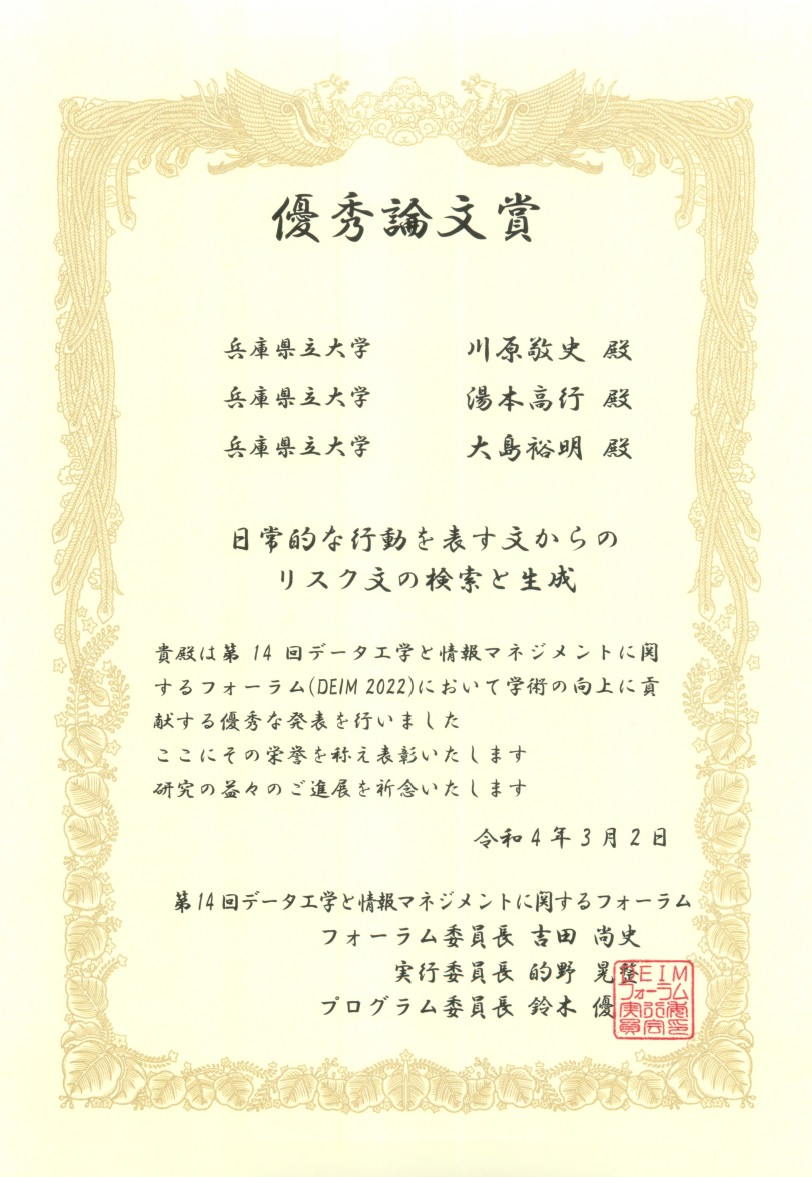 優秀論文賞
兵庫県立大学 川原敬史 殿
兵庫県立大学 湯本高行 殿
兵庫県立大学 大島裕明 殿
日常的な行動を表す文からの
リスク文の検索と生成
貴殿は第 14 回データ工学と情報マネジメントに関
するフォーラム(DEIM 2022)において学術の向上に貢
献する優秀な発表を行いました
ここにその栄誉を称え表彰いたします
研究の益々のご進展を祈念いたします
令和4年3月2日
第14回データ工学と情報マネジメントに関するフォーラム
フォーラム委員長 吉田 尚史
実行委員長 的野 晃整
プログラム委員長 鈴木 優
DEIM
フォーラム
実行委
員会印